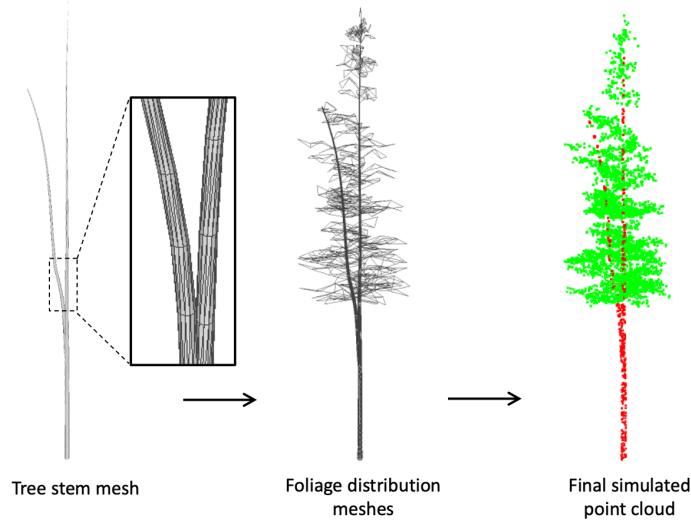 Tree stem mesh
Foliage distribution
meshes
Final simulated
point cloud